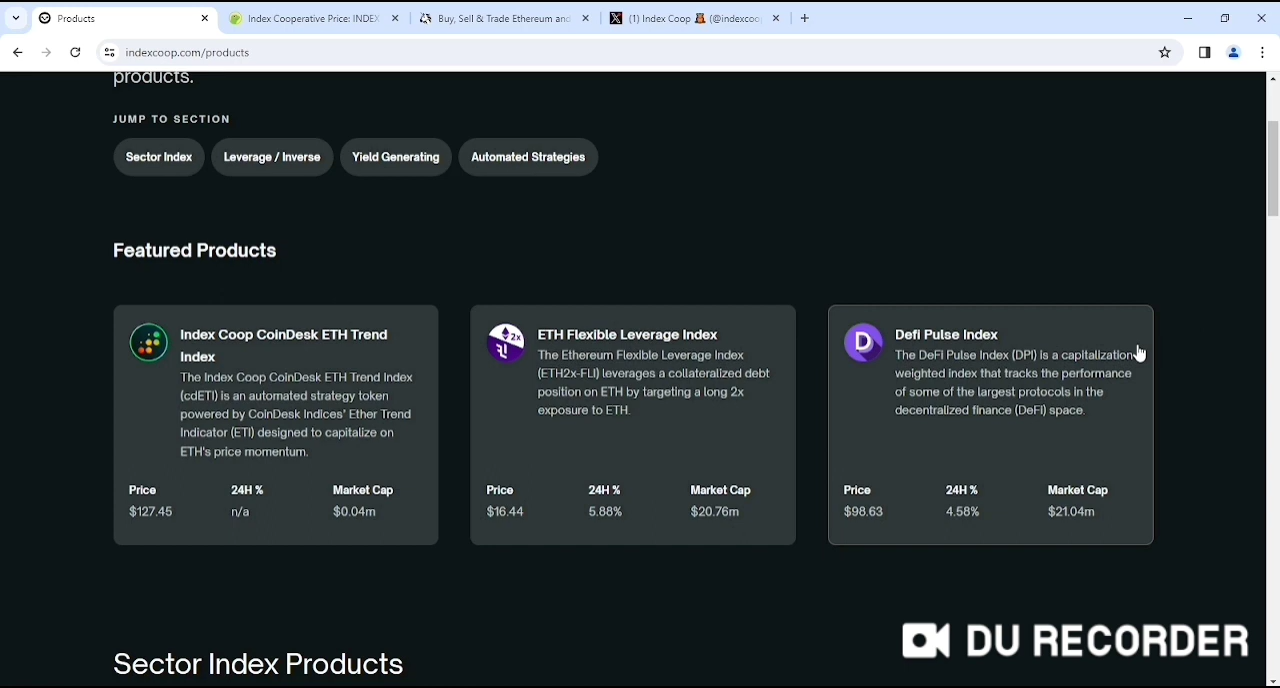 Products
Index Cooperative Price: INDEX
Buy, Sell & Trade Ethereum and
(1) Index Coop 🦉 (@indexcoo
indexcoop.com/products
products.
JUMP TO SECTION
Sector Index
Leverage / Inverse
Yield Generating
Automated Strategies
Featured Products
Index Coop CoinDesk ETH Trend
Index
The Index Coop CoinDesk ETH Trend Index
(cdETI) is an automated strategy token
powered by CoinDesk Indices' Ether Trend
Indicator (ETI) designed to capitalize on
ETH's price momentum.
Price 24H % Market Cap
$127.45 n/a $0.04m
2x
ETH Flexible Leverage Index
The Ethereum Flexible Leverage Index
(ETH2x-FLI) leverages a collateralized debt
position on ETH by targeting a long 2x
exposure to ETH.
Price 24H % Market Cap
$16.44 5.88% $20.76m
D
Defi Pulse Index
The DeFi Pulse Index (DPI) is a capitalization-
weighted index that tracks the performance
of some of the largest protocols in the
decentralized finance (DeFi) space.
Price 24H % Market Cap
$98.63 4.58% $21.04m
Sector Index Products
DU RECORDER